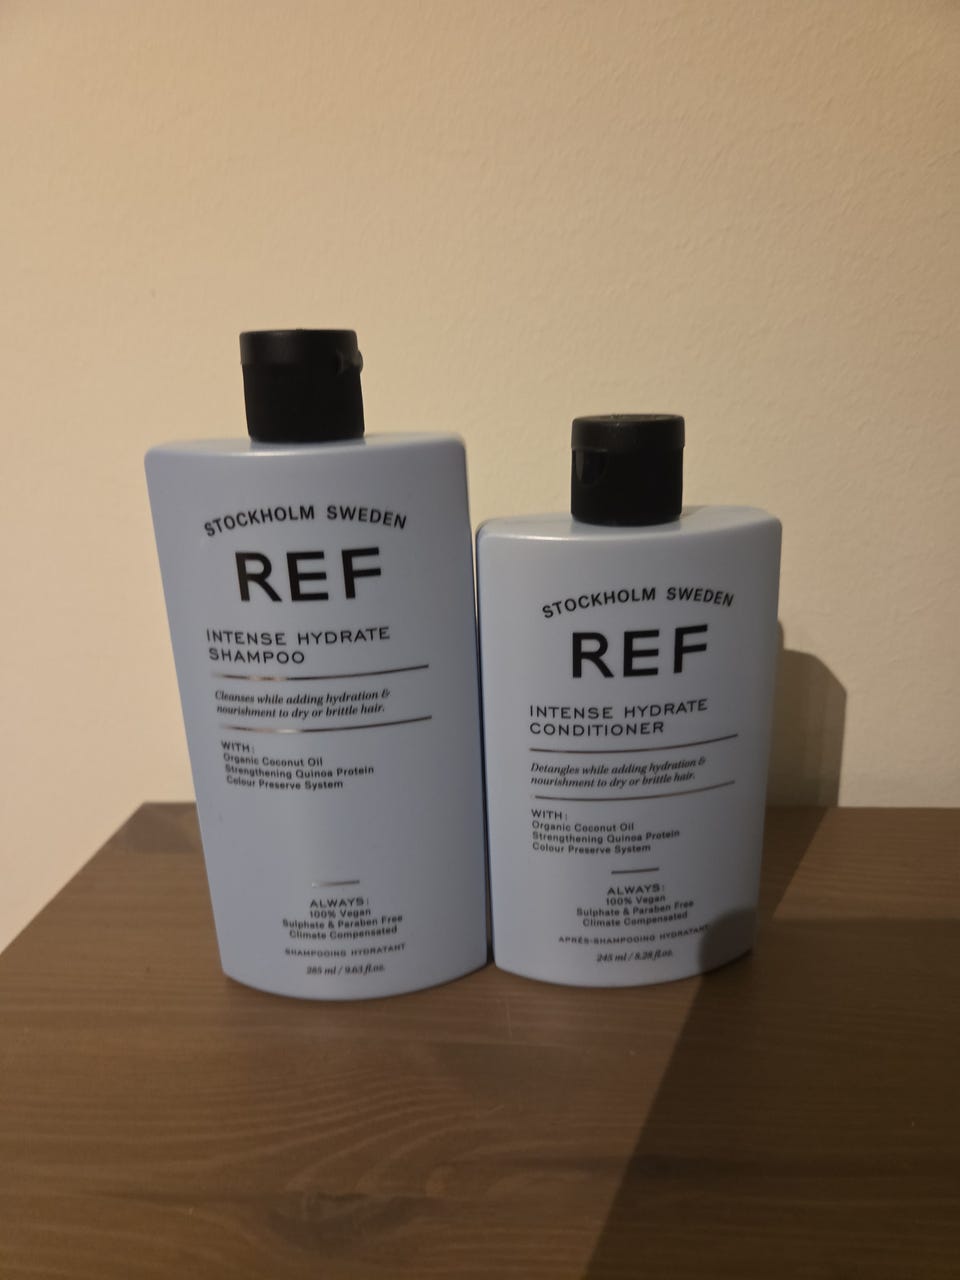 STOCKHOLM SWEDEN
REF
INTENSE HYDRATE
SHAMPOO
Cleanses while adding hydration &
nourishment to dry or brittle hair.
WITH:
Organic Coconut Oil
Strengthening Quinoa Protein
Colour Preserve System
ALWAYS:
100% Vegan
Sulphate & Paraben Free
Climate Compensated
SHAMPOOING HYDRATANT
285 ml / 9.63 fl.oz.
STOCKHOLM SWEDEN
REF
INTENSE HYDRATE
CONDITIONER
Detangles while adding hydration &
nourishment to dry or brittle hair.
WITH:
Organic Coconut Oil
Strengthening Quinoa Protein
Colour Preserve System
ALWAYS:
100% Vegan
Sulphate & Paraben Free
Climate Compensated
APRÈS-SHAMPOOING HYDRATANT
245 ml / 8.28 fl.oz.